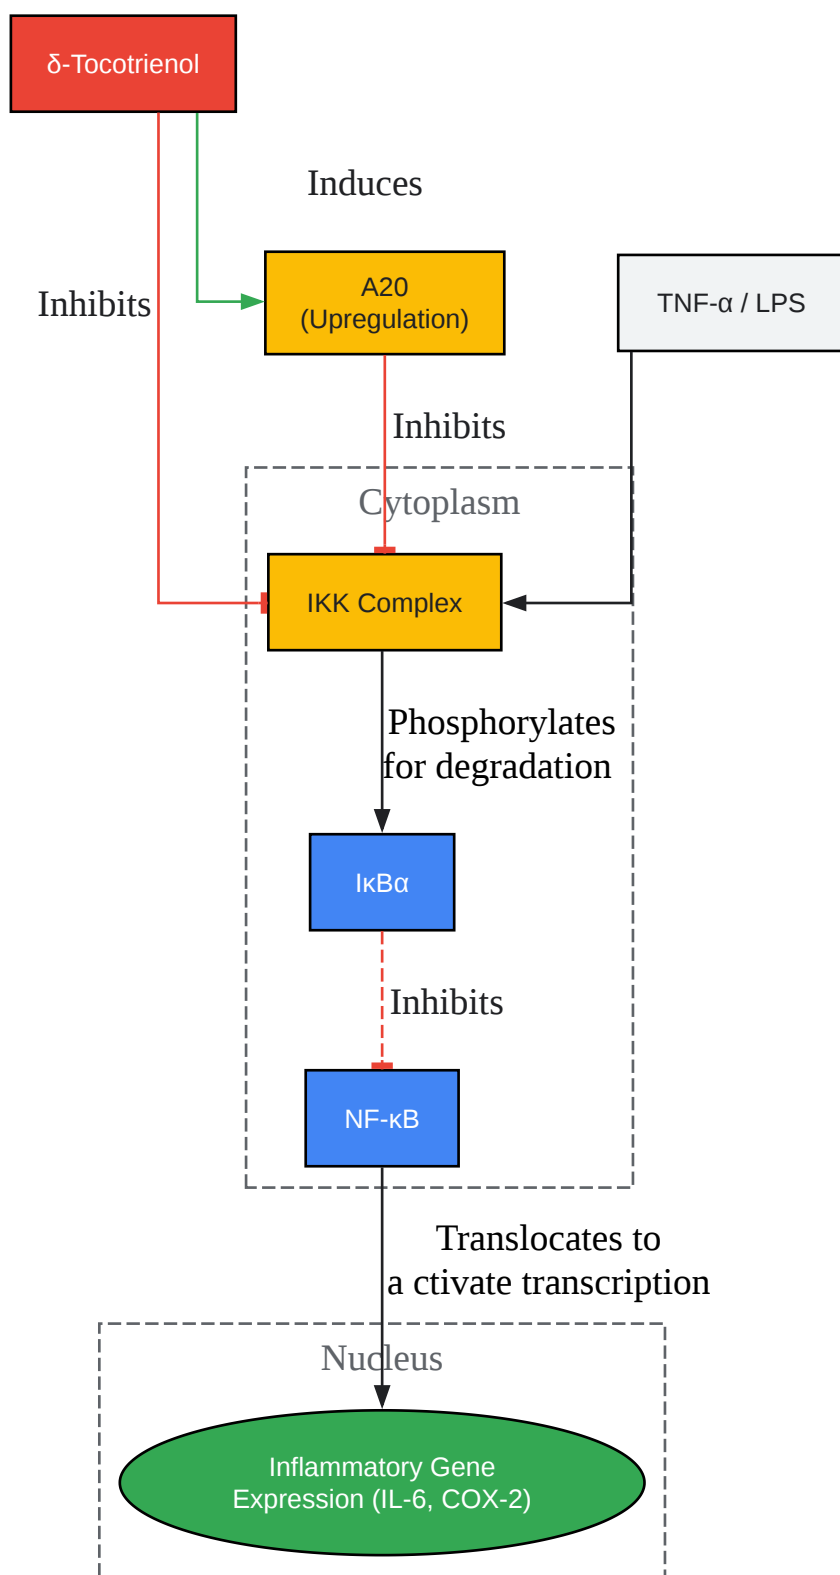 δ-Tocotrienol
Induces
Inhibits
A20
(Upregulation)
TNF-α / LPS
Inhibits
Cytoplasm
IKK Complex
Phosphorylates
for degradation
IκBα
Inhibits
NF-κB
Translocates to
a ctivate transcription
Nucleus
Inflammatory Gene
Expression (IL-6, COX-2)